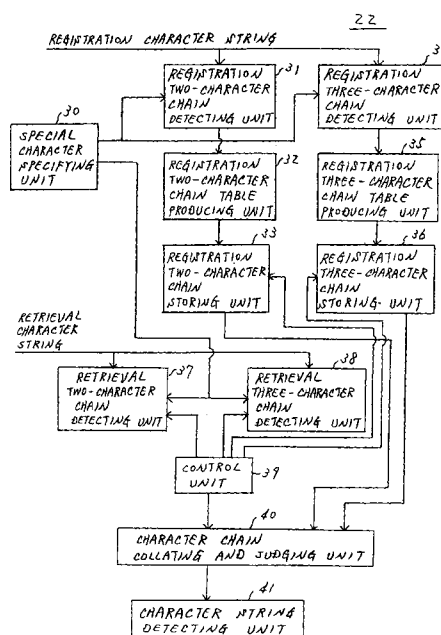 22
REGISTRATION CHARACTER STRING
31
REGISTRATION
TWO-CHARACTER
CHAIN
DETECTING UNIT
REGISTRATION
THREE-CHARACTER
CHAIN
DETECTING UNIT
30
SPECIAL
CHARACTER
SPECIFYING
UNIT
32
REGISTRATION
TWO-CHARACTER
CHAIN TABLE
PRODUCING UNIT
35
REGISTRATION
THREE-CHARACTER
CHAIN TABLE
PRODUCING UNIT
33
REGISTRATION
TWO-CHARACTER
CHAIN
STORING UNIT
36
REGISTRATION
THREE-CHARACTER
CHAIN
STORING UNIT
RETRIEVAL
CHARACTER
STRING
37
RETRIEVAL
TWO-CHARACTER
CHAIN
DETECTING UNIT
38
RETRIEVAL
THREE-CHARACTER
CHAIN
DETECTING UNIT
CONTROL
UNIT
39
40
CHARACTER CHAIN
COLLATING AND JUDGING UNIT
41
CHARACTER STRING
DETECTING UNIT